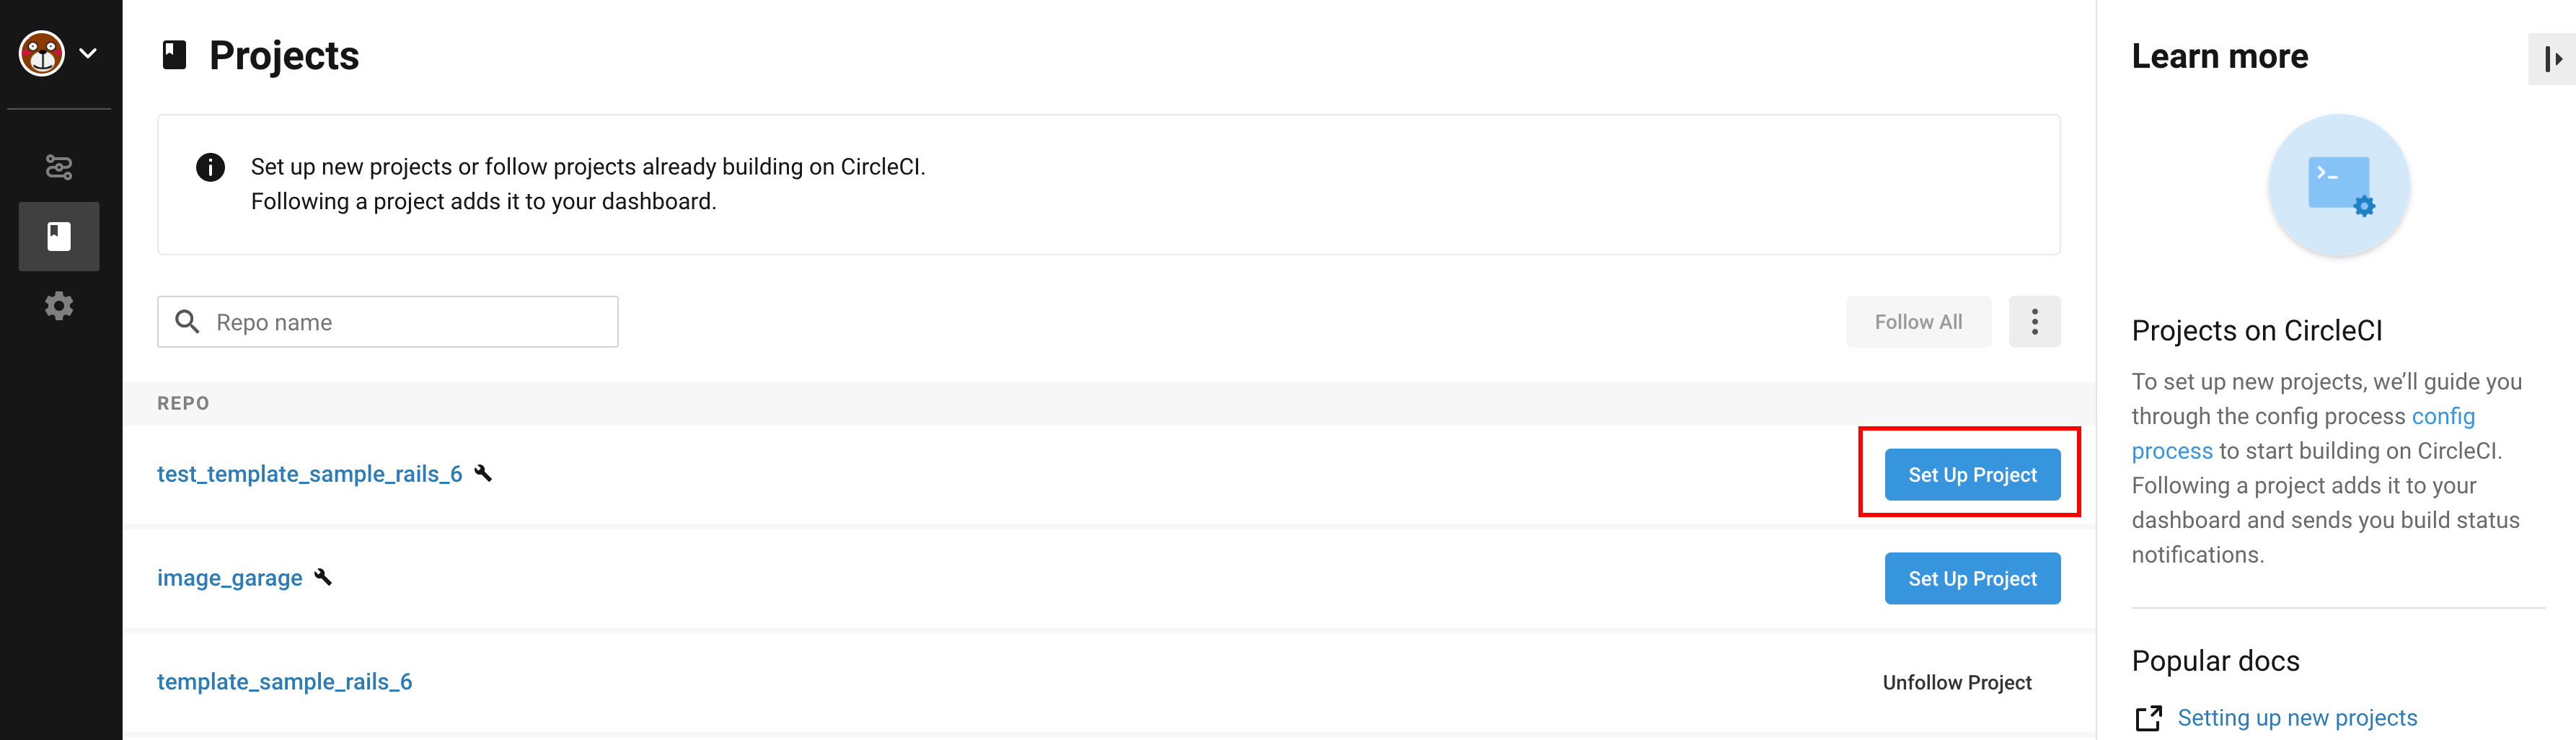 Projects
Set up new projects or follow projects already building on CircleCI.
Following a project adds it to your dashboard.
Repo name
Follow All
REPO
test_template_sample_rails_6
Set Up Project
image_garage
Set Up Project
template_sample_rails_6
Unfollow Project
Learn more
Projects on CircleCI
To set up new projects, we’ll guide you
through the config process config
process to start building on CircleCI.
Following a project adds it to your
dashboard and sends you build status
notifications.
Popular docs
Setting up new projects